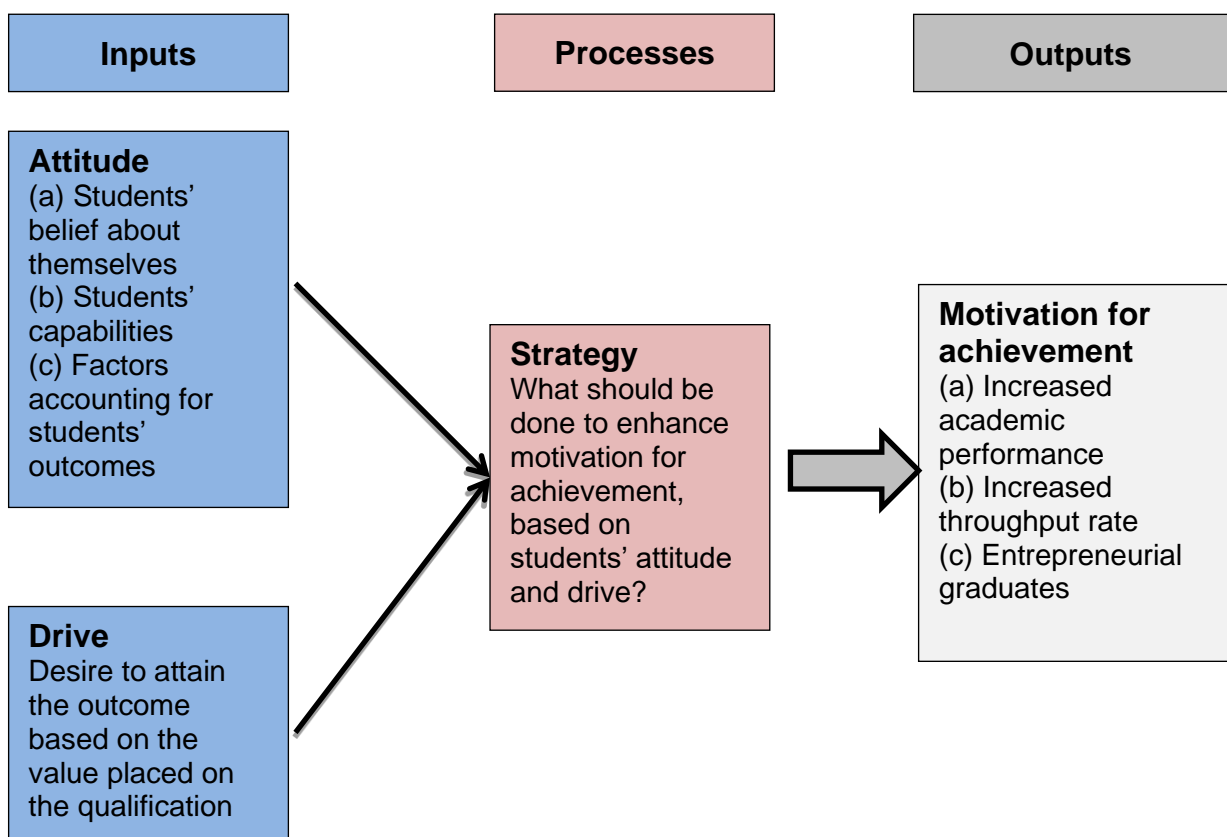 Inputs
Processes
Outputs
Attitude
(a) Students’
belief about
themselves
(b) Students’
capabilities
(c) Factors
accounting for
students’
outcomes
Drive
Desire to attain
the outcome
based on the
value placed on
the qualification
Strategy
What should be
done to enhance
motivation for
achievement,
based on
students’ attitude
and drive?
Motivation for
achievement
(a) Increased
academic
performance
(b) Increased
throughput rate
(c) Entrepreneurial
graduates